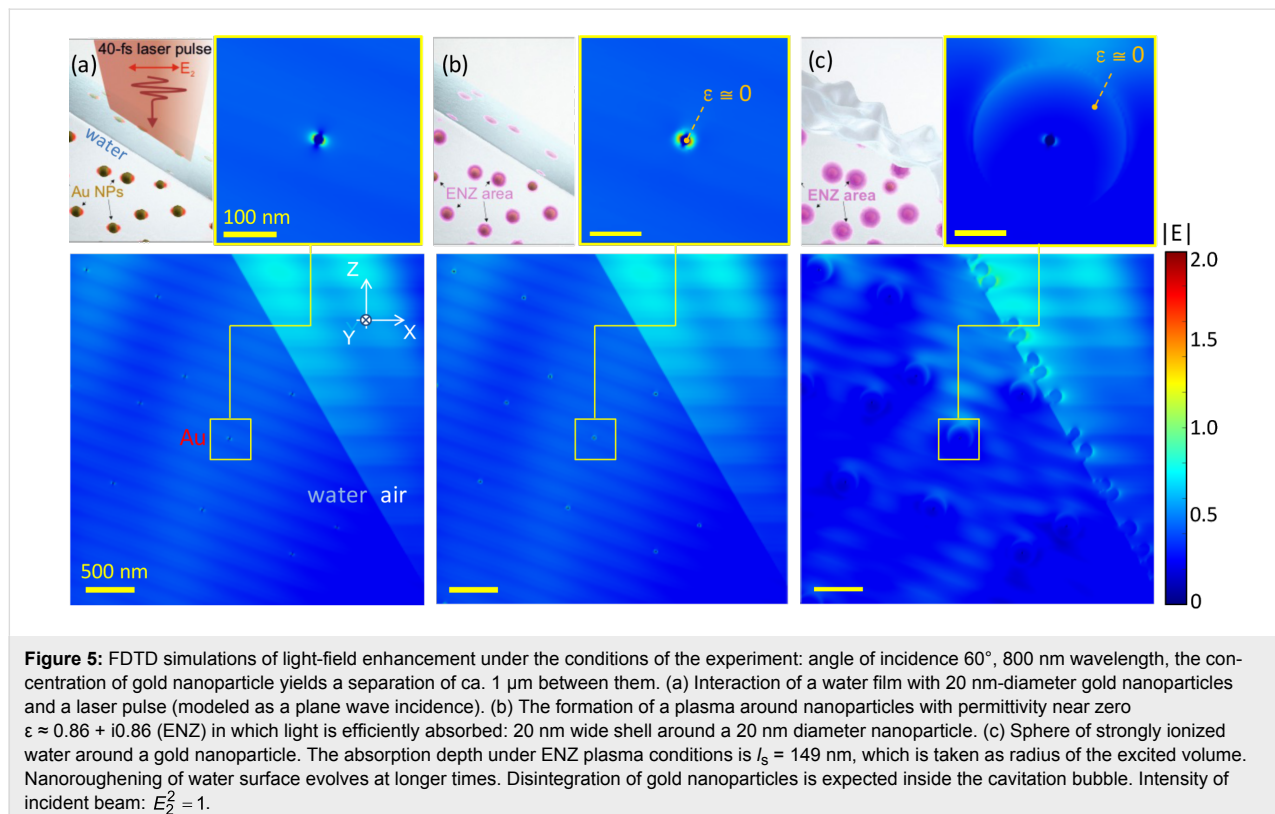 (a)
40-fs laser pulse
E₂
water
Au NPs
100 nm
(b)
ENZ area
ε ≅ 0
(c)
ENZ area
ε ≅ 0
|E|
2.0
1.5
1.0
0.5
0
Z
Y
X
Au
water air
500 nm
Figure 5: FDTD simulations of light-field enhancement under the conditions of the experiment: angle of incidence 60°, 800 nm wavelength, the con-
centration of gold nanoparticle yields a separation of ca. 1 μm between them. (a) Interaction of a water film with 20 nm-diameter gold nanoparticles
and a laser pulse (modeled as a plane wave incidence). (b) The formation of a plasma around nanoparticles with permittivity near zero
ε ≈ 0.86 + i0.86 (ENZ) in which light is efficiently absorbed: 20 nm wide shell around a 20 nm diameter nanoparticle. (c) Sphere of strongly ionized
water around a gold nanoparticle. The absorption depth under ENZ plasma conditions is lₛ = 149 nm, which is taken as radius of the excited volume.
Nanoroughening of water surface evolves at longer times. Disintegration of gold nanoparticles is expected inside the cavitation bubble. Intensity of
incident beam: E₂² = 1.